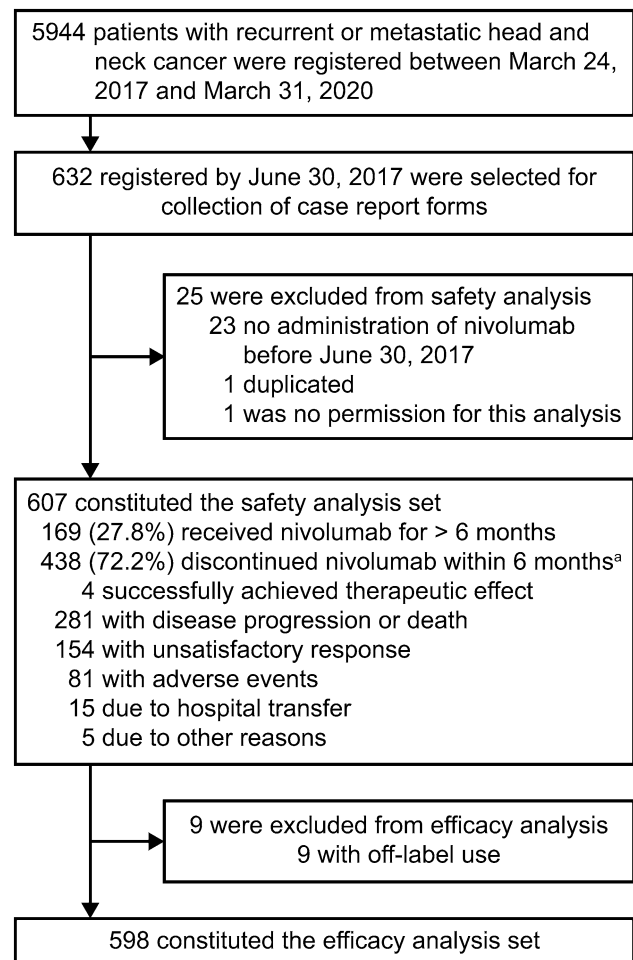 5944 patients with recurrent or metastatic head and
neck cancer were registered between March 24,
2017 and March 31, 2020
632 registered by June 30, 2017 were selected for
collection of case report forms
25 were excluded from safety analysis
23 no administration of nivolumab
before June 30, 2017
1 duplicated
1 was no permission for this analysis
607 constituted the safety analysis set
169 (27.8%) received nivolumab for > 6 months
438 (72.2%) discontinued nivolumab within 6 monthsᵃ
4 successfully achieved therapeutic effect
281 with disease progression or death
154 with unsatisfactory response
81 with adverse events
15 due to hospital transfer
5 due to other reasons
9 were excluded from efficacy analysis
9 with off-label use
598 constituted the efficacy analysis set